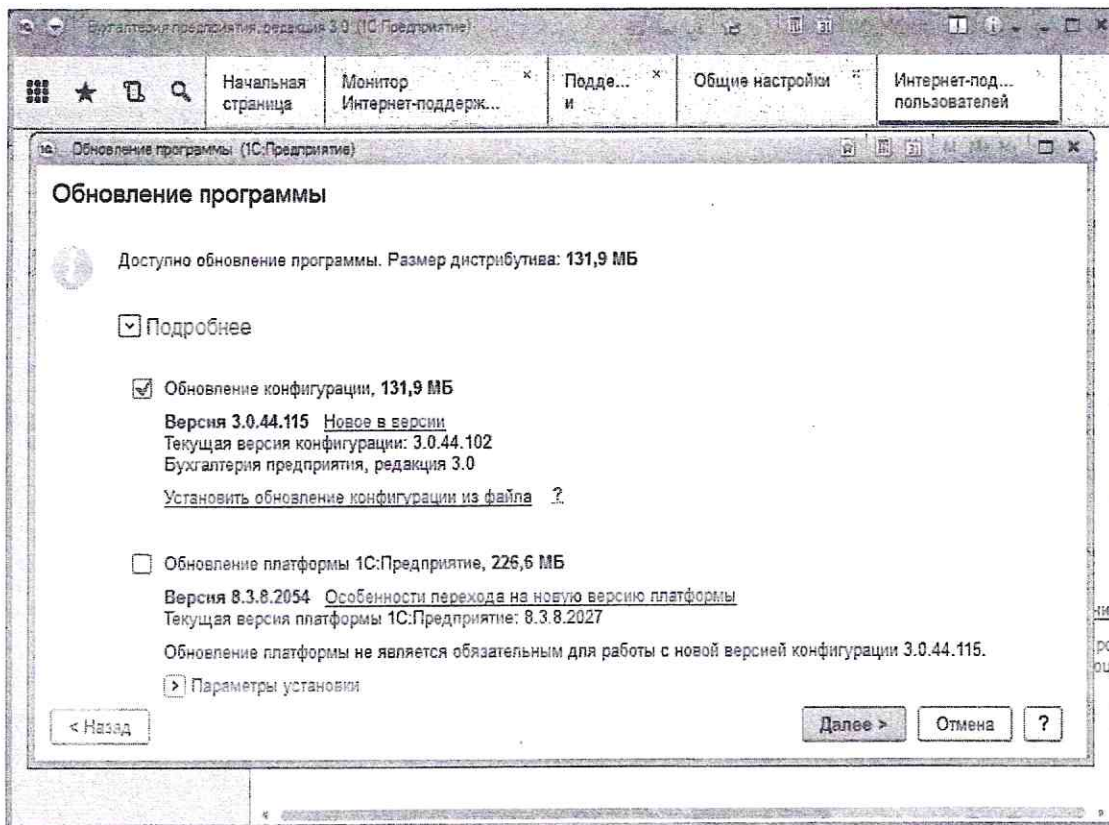 Бухгалтерия предприятия, редакция 3.0 (1С:Предприятие)
Начальная страница
Монитор Интернет-поддерж...
Подде... и
Общие настройки
Интернет-под... пользователей
Обновление программы (1С:Предприятие)
31
Обновление программы
Доступно обновление программы. Размер дистрибутива: 131,9 МБ
Подробнее
Обновление конфигурации, 131,9 МБ
Версия 3.0.44.115 Новое в версии
Текущая версия конфигурации: 3.0.44.102
Бухгалтерия предприятия, редакция 3.0
Установить обновление конфигурации из файла ?
Обновление платформы 1С:Предприятие, 226,6 МБ
Версия 8.3.8.2054 Особенности перехода на новую версию платформы
Текущая версия платформы 1С:Предприятие: 8.3.8.2027
Обновление платформы не является обязательным для работы с новой версией конфигурации 3.0.44.115.
Параметры установки
< Назад
Далее >
Отмена
?